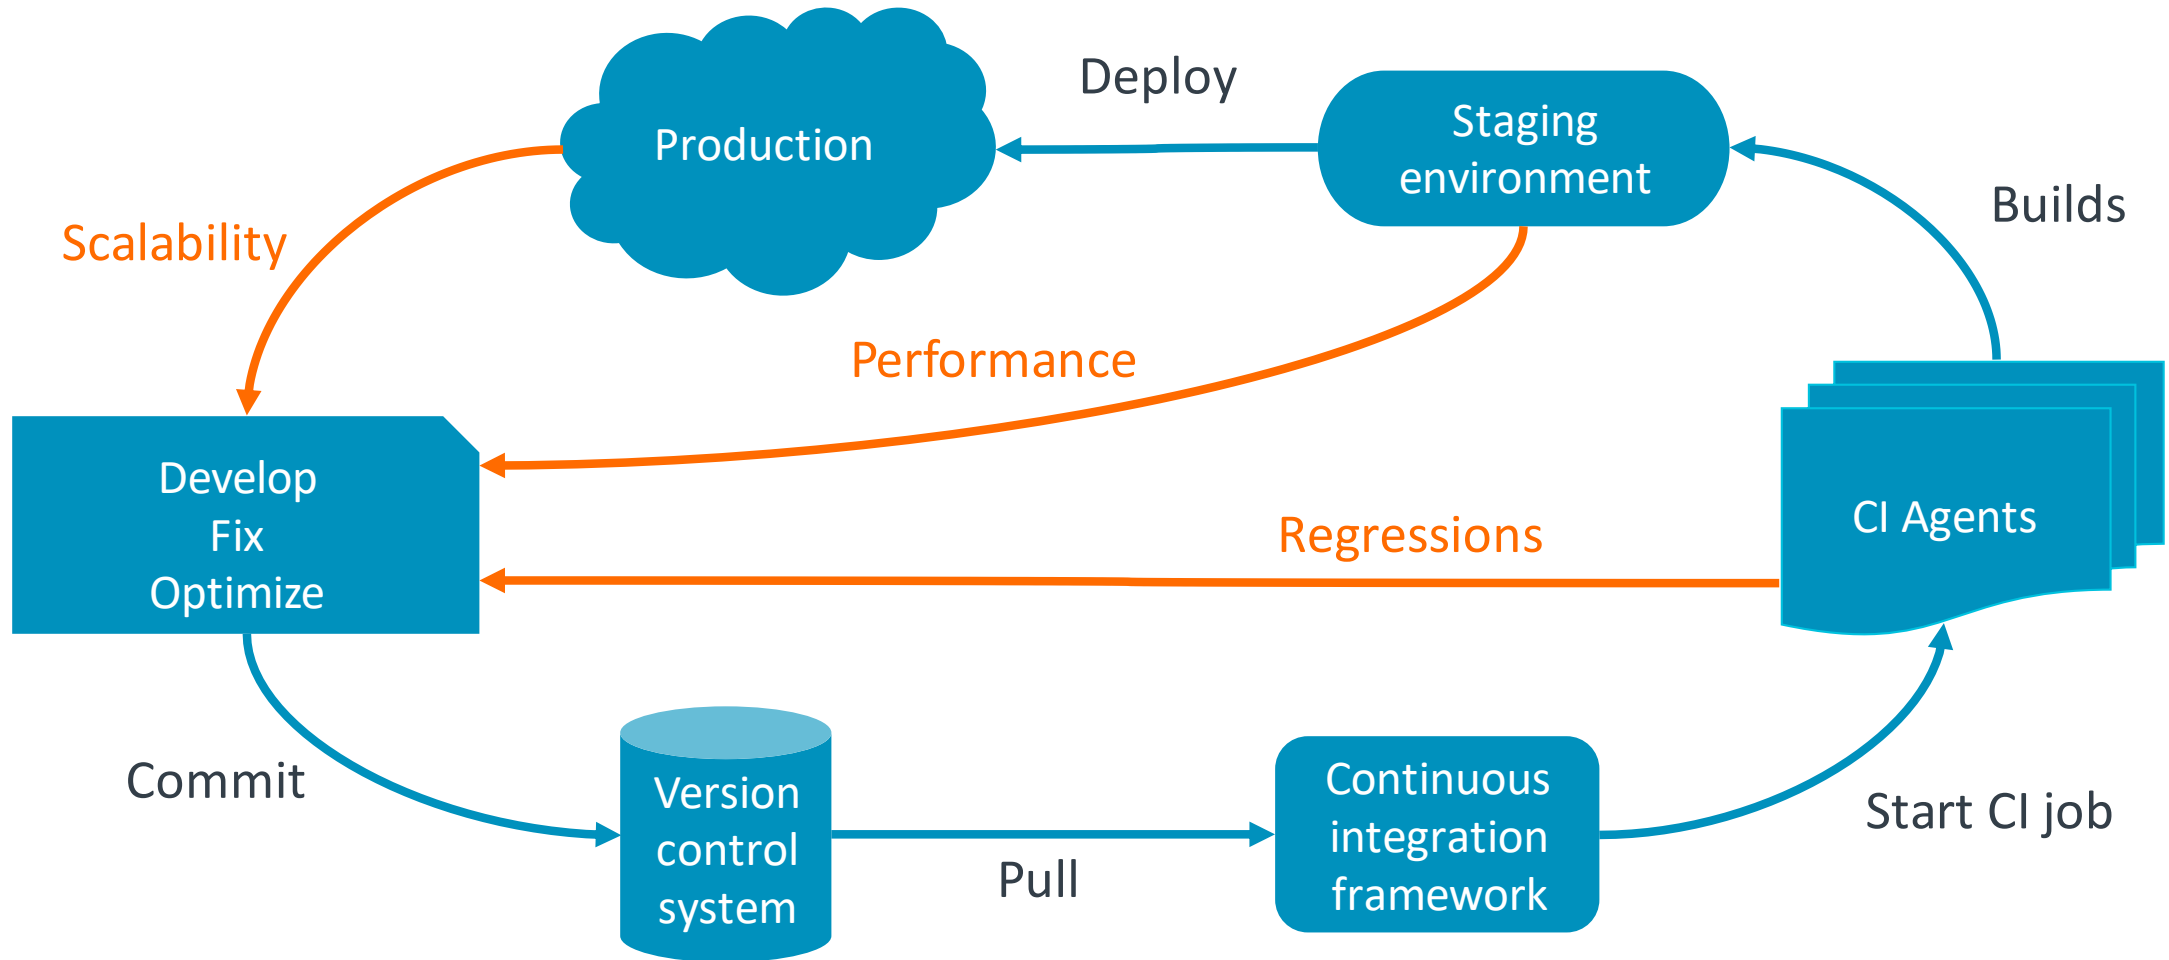 Deploy
Production
Staging
environment
Builds
Scalability
Performance
Develop
Fix
Optimize
Regressions
CI Agents
Commit
Version
control
system
Pull
Continuous
integration
framework
Start CI job